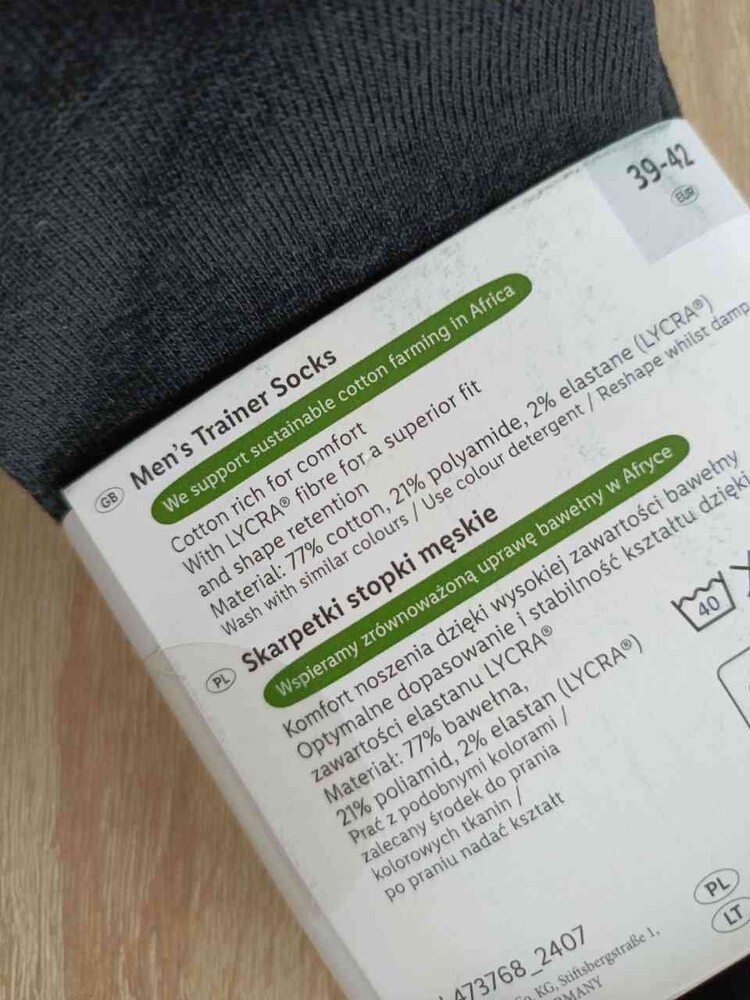 39-42
EUR
GB Men's Trainer Socks
We support sustainable cotton farming in Africa
Cotton rich for comfort
With LYCRA® fibre for a superior fit
and shape retention
Material: 77% cotton, 21% polyamide, 2% elastane (LYCRA®)
Wash with similar colours / Use colour detergent / Reshape whilst damp
PL Skarpetki stopki męskie
Wspieramy zrównoważoną uprawę bawełny w Afryce
Komfort noszenia dzięki wysokiej zawartości bawełny
Optymalne dopasowanie i stabilność kształtu dzięki
zawartości elastanu LYCRA®
Materiał: 77% bawełna,
21% poliamid, 2% elastan (LYCRA®)
Prać z podobnymi kolorami /
zalecany środek do prania
kolorowych tkanin /
po praniu nadać kształt
40
PL
LT
473768_2407
KG, Stiftsbergstraße 1,